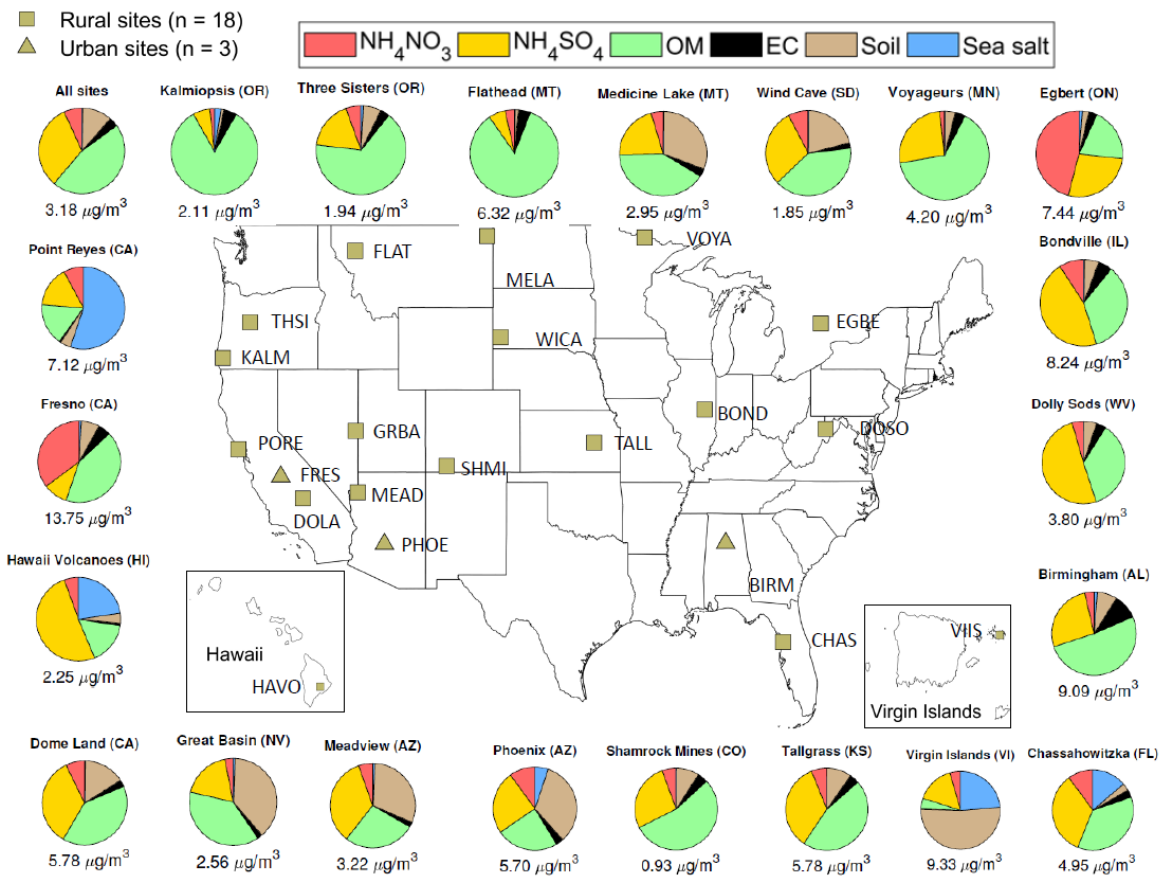 Rural sites (n = 18)
Urban sites (n = 3)
NH4NO3 NH4SO4 OM EC Soil Sea salt
All sites
3.18 μg/m3
Kalmiopsis (OR)
2.11 μg/m3
Three Sisters (OR)
1.94 μg/m3
Flathead (MT)
6.32 μg/m3
Medicine Lake (MT)
2.95 μg/m3
Wind Cave (SD)
1.85 μg/m3
Voyageurs (MN)
4.20 μg/m3
Egbert (ON)
7.44 μg/m3
Point Reyes (CA)
7.12 μg/m3
Fresno (CA)
13.75 μg/m3
Hawaii Volcanoes (HI)
2.25 μg/m3
FLAT
VOYA
MELA
THSI
WICA
EGBE
KALM
BOND
DOSO
GRBA
PORE
TALL
SHMI
FRES
MEAD
DOLA
PHOE
BIRM
CHAS
Hawaii
HAVO
VIIS
Virgin Islands
Bondville (IL)
8.24 μg/m3
Dolly Sods (WV)
3.80 μg/m3
Birmingham (AL)
9.09 μg/m3
Dome Land (CA)
5.78 μg/m3
Great Basin (NV)
2.56 μg/m3
Meadview (AZ)
3.22 μg/m3
Phoenix (AZ)
5.70 μg/m3
Shamrock Mines (CO)
0.93 μg/m3
Tallgrass (KS)
5.78 μg/m3
Virgin Islands (VI)
9.33 μg/m3
Chassahowitzka (FL)
4.95 μg/m3